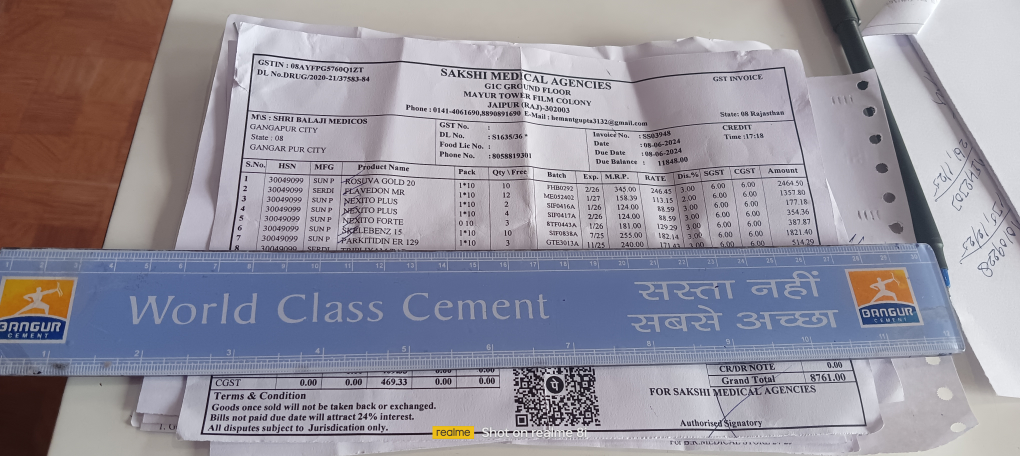 GSTIN : 08AYFPG5760Q1ZT
DL No.DRUG/2020-21/37583-84
SAKSHI MEDICAL AGENCIES
G1C GROUND FLOOR
MAYUR TOWER FILM COLONY
JAIPUR (RAJ)-302003
Phone : 0141-4061690,8890891690 E-Mail : hemantgupta3132@gmail.com
GST INVOICE
State: 08 Rajasthan
M\S : SHRI BALAJI MEDICOS
GANGAPUR CITY
State : 08
GANGAR PUR CITY
GST No. :
DL No. : S1635/36 *
Food Lic No. :
Phone No. : 8058819301
Invoice No. : SS03948
Date : 08-06-2024
Due Date : 08-06-2024
Due Balance : 11848.00
CREDIT
Time :17:18
S.No. HSN MFG Product Name Pack Qty \ Free Batch Exp. M.R.P. RATE Dis.% SGST CGST Amount
1 30049099 SUN P ROSUVA GOLD 20 1*10 10 FHB0292 2/26 345.00 246.45 3.00 6.00 6.00 2464.50
2 30049099 SERDI FLAVEDON MR 1*10 12 ME052402 1/27 158.39 113.15 2.00 6.00 6.00 1357.80
3 30049099 SUN P NEXITO PLUS 1*10 2 SIF0416A 1/26 124.00 88.59 3.00 6.00 6.00 177.18
4 30049099 SUN P NEXITO PLUS 1*10 4 SIF0417A 2/26 124.00 88.59 3.00 6.00 6.00 354.36
5 30049099 SUN P NEXITO FORTE 0 10 3 1/26 181.00 129.29 3.00 6.00 6.00 387.87
6 30049099 SUN P SKELEBENZ 15 1*10 10 SIF083RA 7/25 255.00 182.14 3.00 6.00 6.00 1821.40
7 30049099 SUN P PARKITIDIN ER 129 1*10 3 GTE3013A 11/25 240.00 171.43 3.00 6.00 6.00 514.29
8 30049099 SERDI
BANGUR
CEMENT
World Class Cement
सस्ता नहीं
सबसे अच्छा
BANGUR
CEMENT
CGST 0.00 0.00 469.33 0.00 0.00
CR/DR NOTE 0.00
Grand Total 8761.00
Terms & Condition
Goods once sold will not be taken back or exchanged.
Bills not paid due date will attract 24% interest.
All disputes subject to Jurisdication only.
FOR SAKSHI MEDICAL AGENCIES
Authorised Signatory
realme Shot on realme 8i